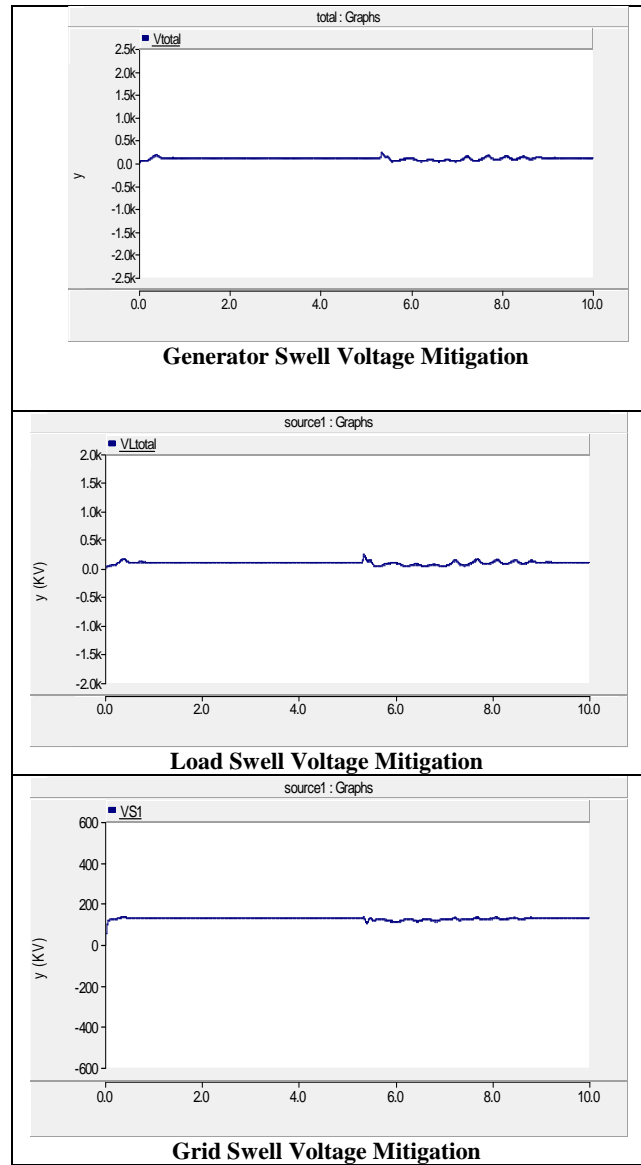 total : Graphs
Vtotal
2.5k
2.0k
1.5k
1.0k
0.5k
0.0
-0.5k
-1.0k
-1.5k
-2.0k
-2.5k
y
0.0 2.0 4.0 6.0 8.0 10.0
Generator Swell Voltage Mitigation
source1 : Graphs
VLtotal
2.0k
1.5k
1.0k
0.5k
0.0
-0.5k
-1.0k
-1.5k
-2.0k
y (KV)
0.0 2.0 4.0 6.0 8.0 10.0
Load Swell Voltage Mitigation
source1 : Graphs
VS1
600
400
200
0
-200
-400
-600
y (KV)
0.0 2.0 4.0 6.0 8.0 10.0
Grid Swell Voltage Mitigation